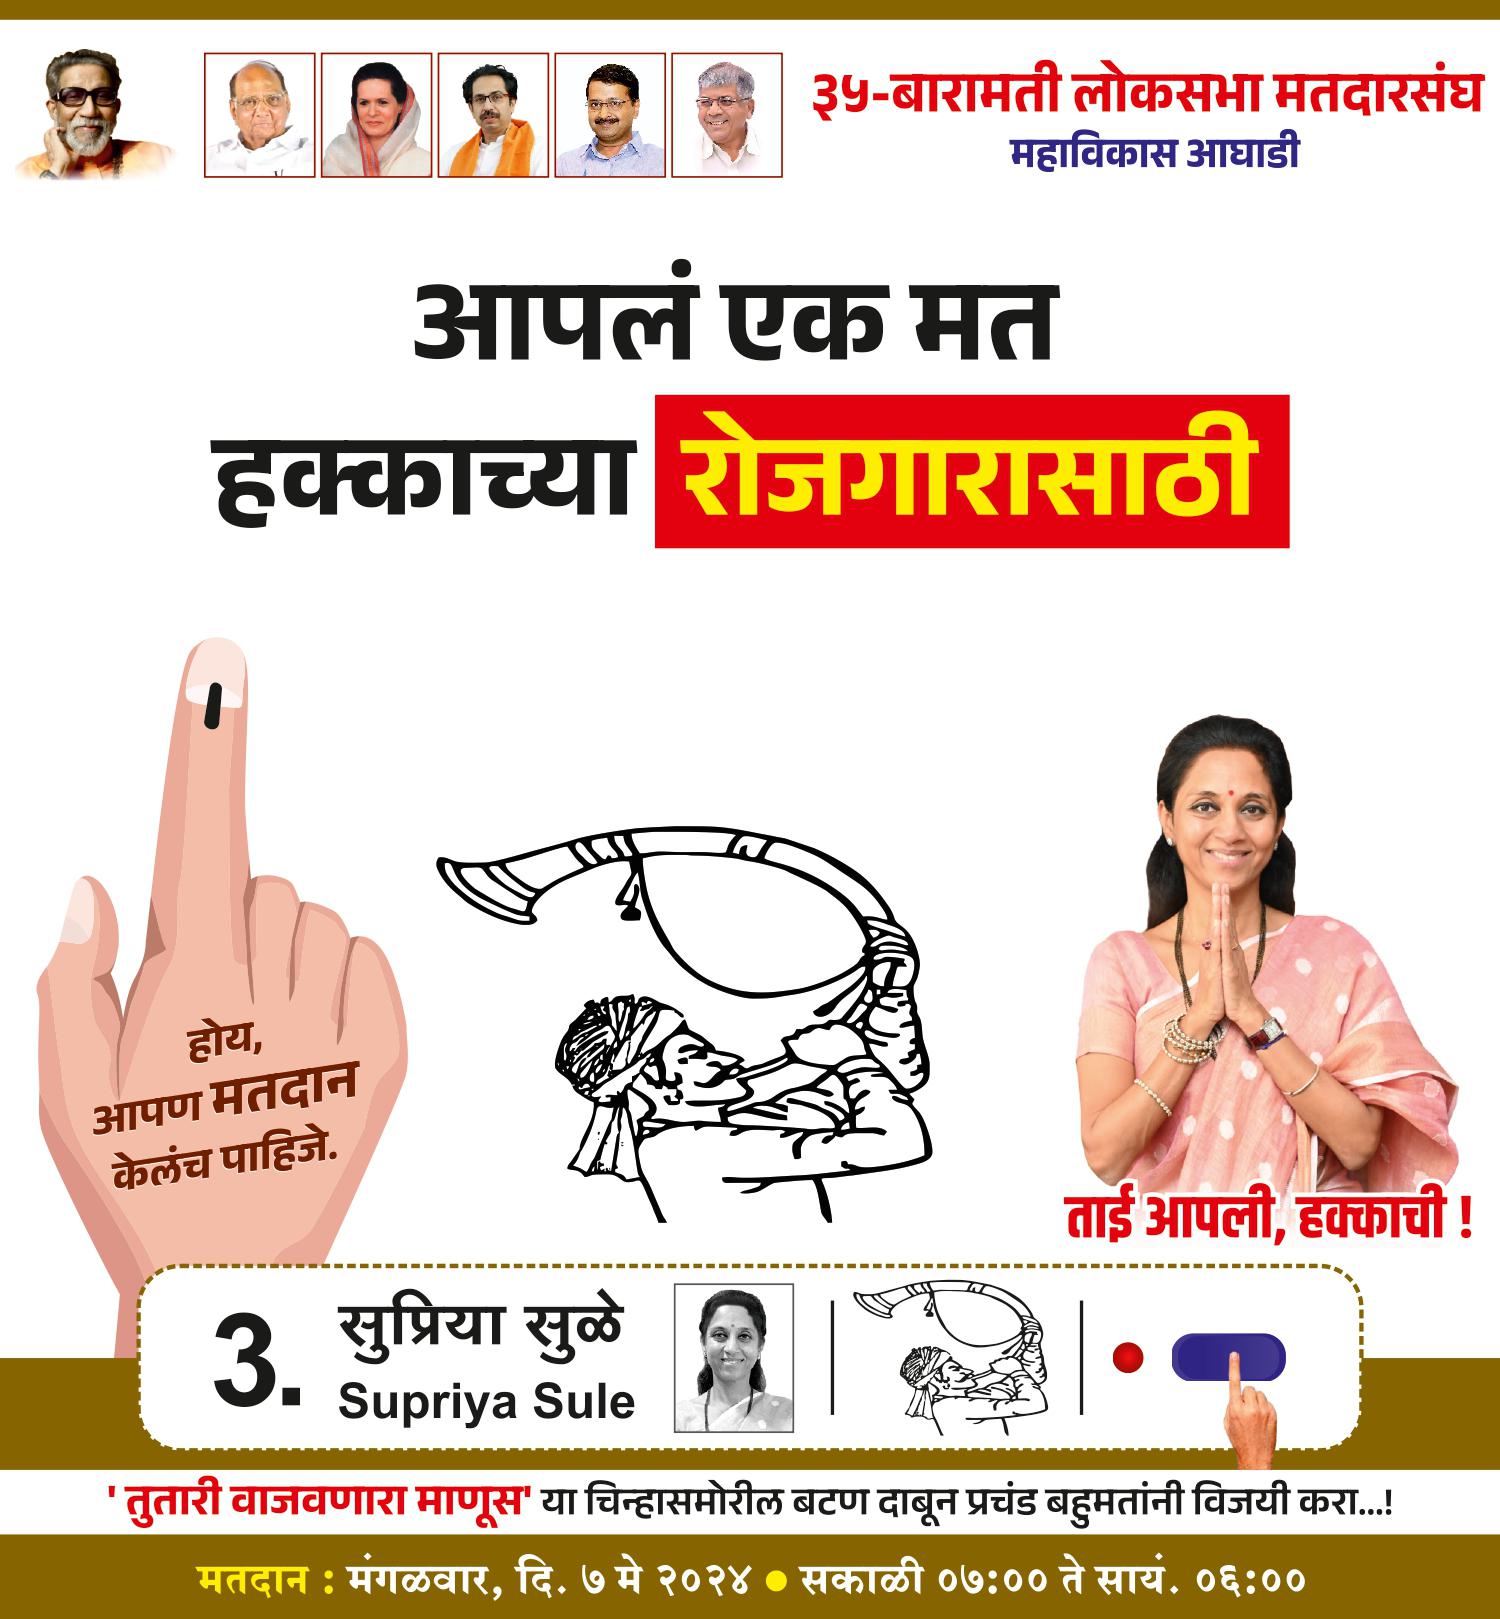 ३५-बारामती लोकसभा मतदारसंघ
महाविकास आघाडी
आपलं एक मत
हक्काच्या रोजगारासाठी
होय,
आपण मतदान
केलंच पाहिजे.
ताई आपली, हक्काची !
3. सुप्रिया सुळे
Supriya Sule
' तुतारी वाजवणारा माणूस' या चिन्हासमोरील बटण दाबून प्रचंड बहुमतांनी विजयी करा...!
मतदान : मंगळवार, दि. ७ मे २०२४ ● सकाळी ०७:०० ते सायं. ०६:००